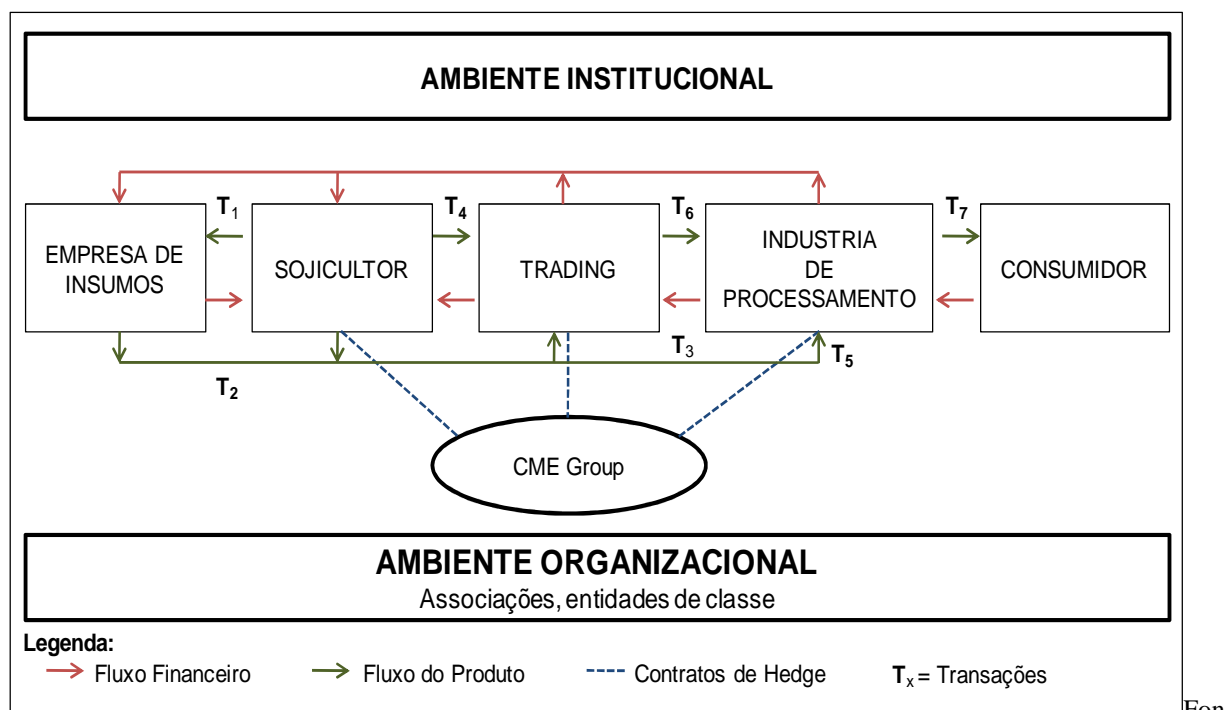 AMBIENTE INSTITUCIONAL
T1
T4
T6
T7
EMPRESA DE
INSUMOS
SOJICULTOR
TRADING
INDUSTRIA
DE
PROCESSAMENTO
CONSUMIDOR
T2
T3
T5
CME Group
AMBIENTE ORGANIZACIONAL
Associações, entidades de classe
Legenda:
Fluxo Financeiro Fluxo do Produto Contratos de Hedge Tx = Transações
Fon